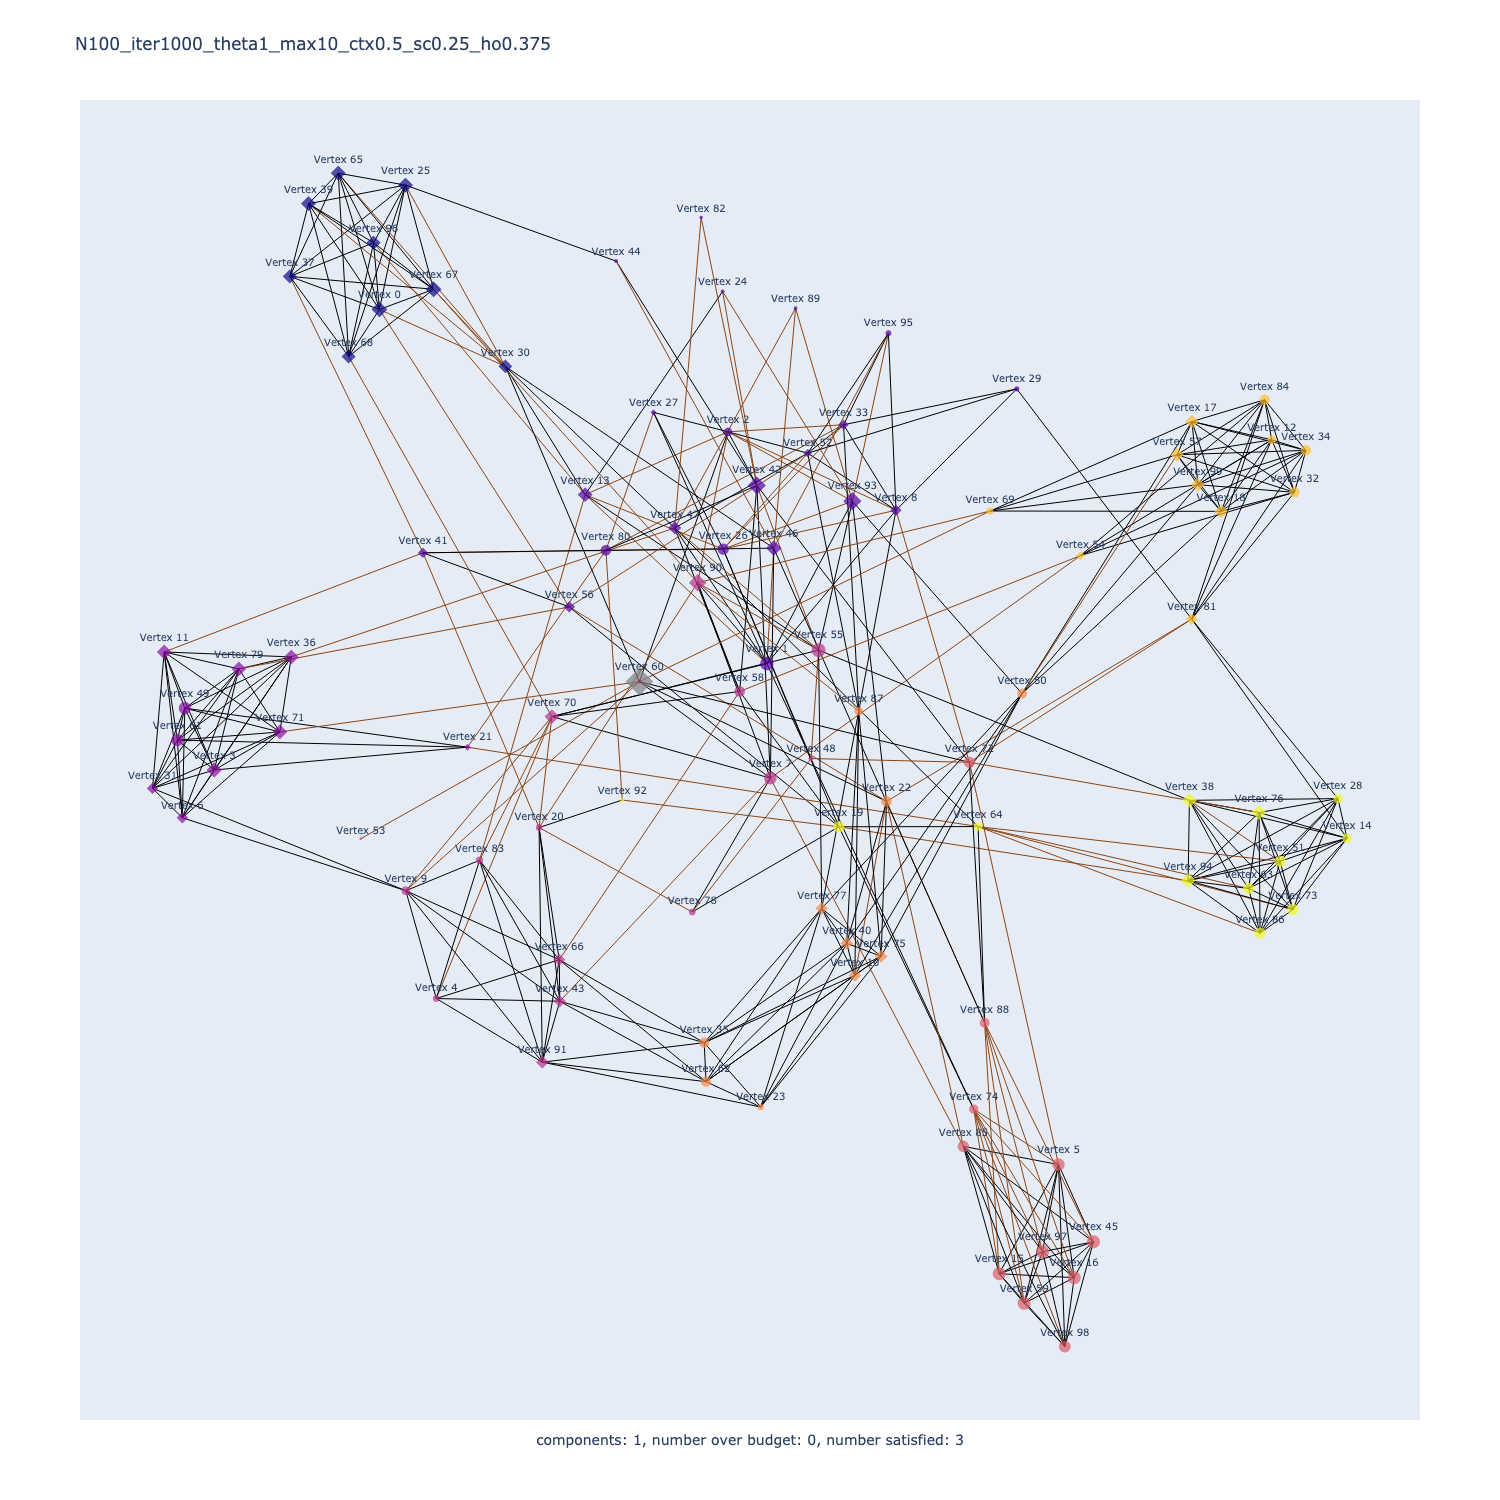 N100_iter1000_theta1_max10_ctx0.5_sc0.25_ho0.375
Vertex 65
Vertex 25
Vertex 39
Vertex 82
Vertex 96
Vertex 44
Vertex 37
Vertex 67
Vertex 24
Vertex 0
Vertex 89
Vertex 95
Vertex 68
Vertex 30
Vertex 29
Vertex 84
Vertex 27
Vertex 17
Vertex 33
Vertex 2
Vertex 12
Vertex 34
Vertex 57
Vertex 52
Vertex 42
Vertex 13
Vertex 99
Vertex 32
Vertex 93
Vertex 8
Vertex 69
Vertex 18
Vertex 47
Vertex 80
Vertex 26
Vertex 46
Vertex 41
Vertex 54
Vertex 90
Vertex 56
Vertex 81
Vertex 11
Vertex 36
Vertex 55
Vertex 79
Vertex 1
Vertex 60
Vertex 58
Vertex 50
Vertex 49
Vertex 87
Vertex 70
Vertex 71
Vertex 21
Vertex 3
Vertex 48
Vertex 72
Vertex 7
Vertex 31
Vertex 38
Vertex 28
Vertex 92
Vertex 22
Vertex 6
Vertex 76
Vertex 20
Vertex 19
Vertex 64
Vertex 53
Vertex 14
Vertex 83
Vertex 51
Vertex 94
Vertex 9
Vertex 63
Vertex 73
Vertex 77
Vertex 78
Vertex 86
Vertex 40
Vertex 75
Vertex 66
Vertex 10
Vertex 4
Vertex 43
Vertex 88
Vertex 35
Vertex 91
Vertex 62
Vertex 23
Vertex 74
Vertex 85
Vertex 5
Vertex 45
Vertex 97
Vertex 15
Vertex 16
Vertex 59
Vertex 98
components: 1, number over budget: 0, number satisfied: 3